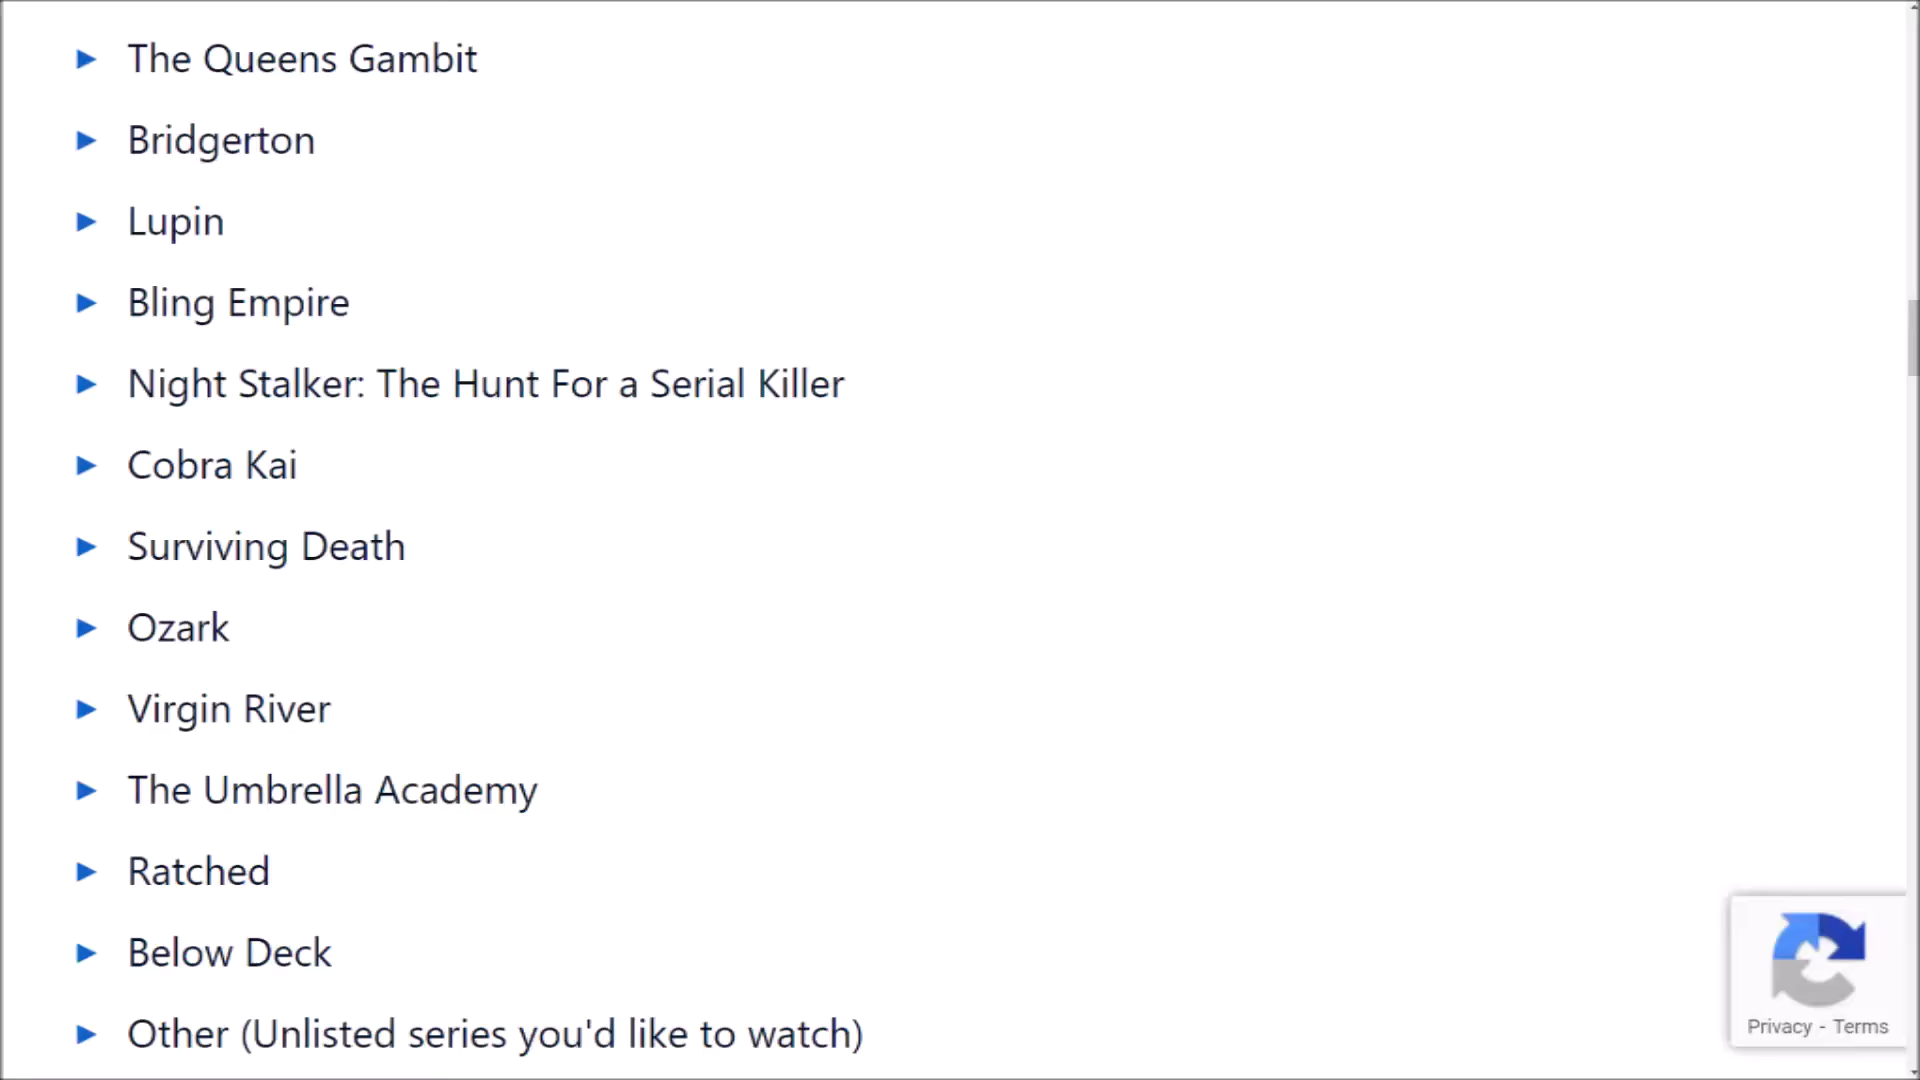 The Queens Gambit
Bridgerton
Lupin
Bling Empire
Night Stalker: The Hunt For a Serial Killer
Cobra Kai
Surviving Death
Ozark
Virgin River
The Umbrella Academy
Ratched
Below Deck
Other (Unlisted series you'd like to watch)
Privacy - Terms